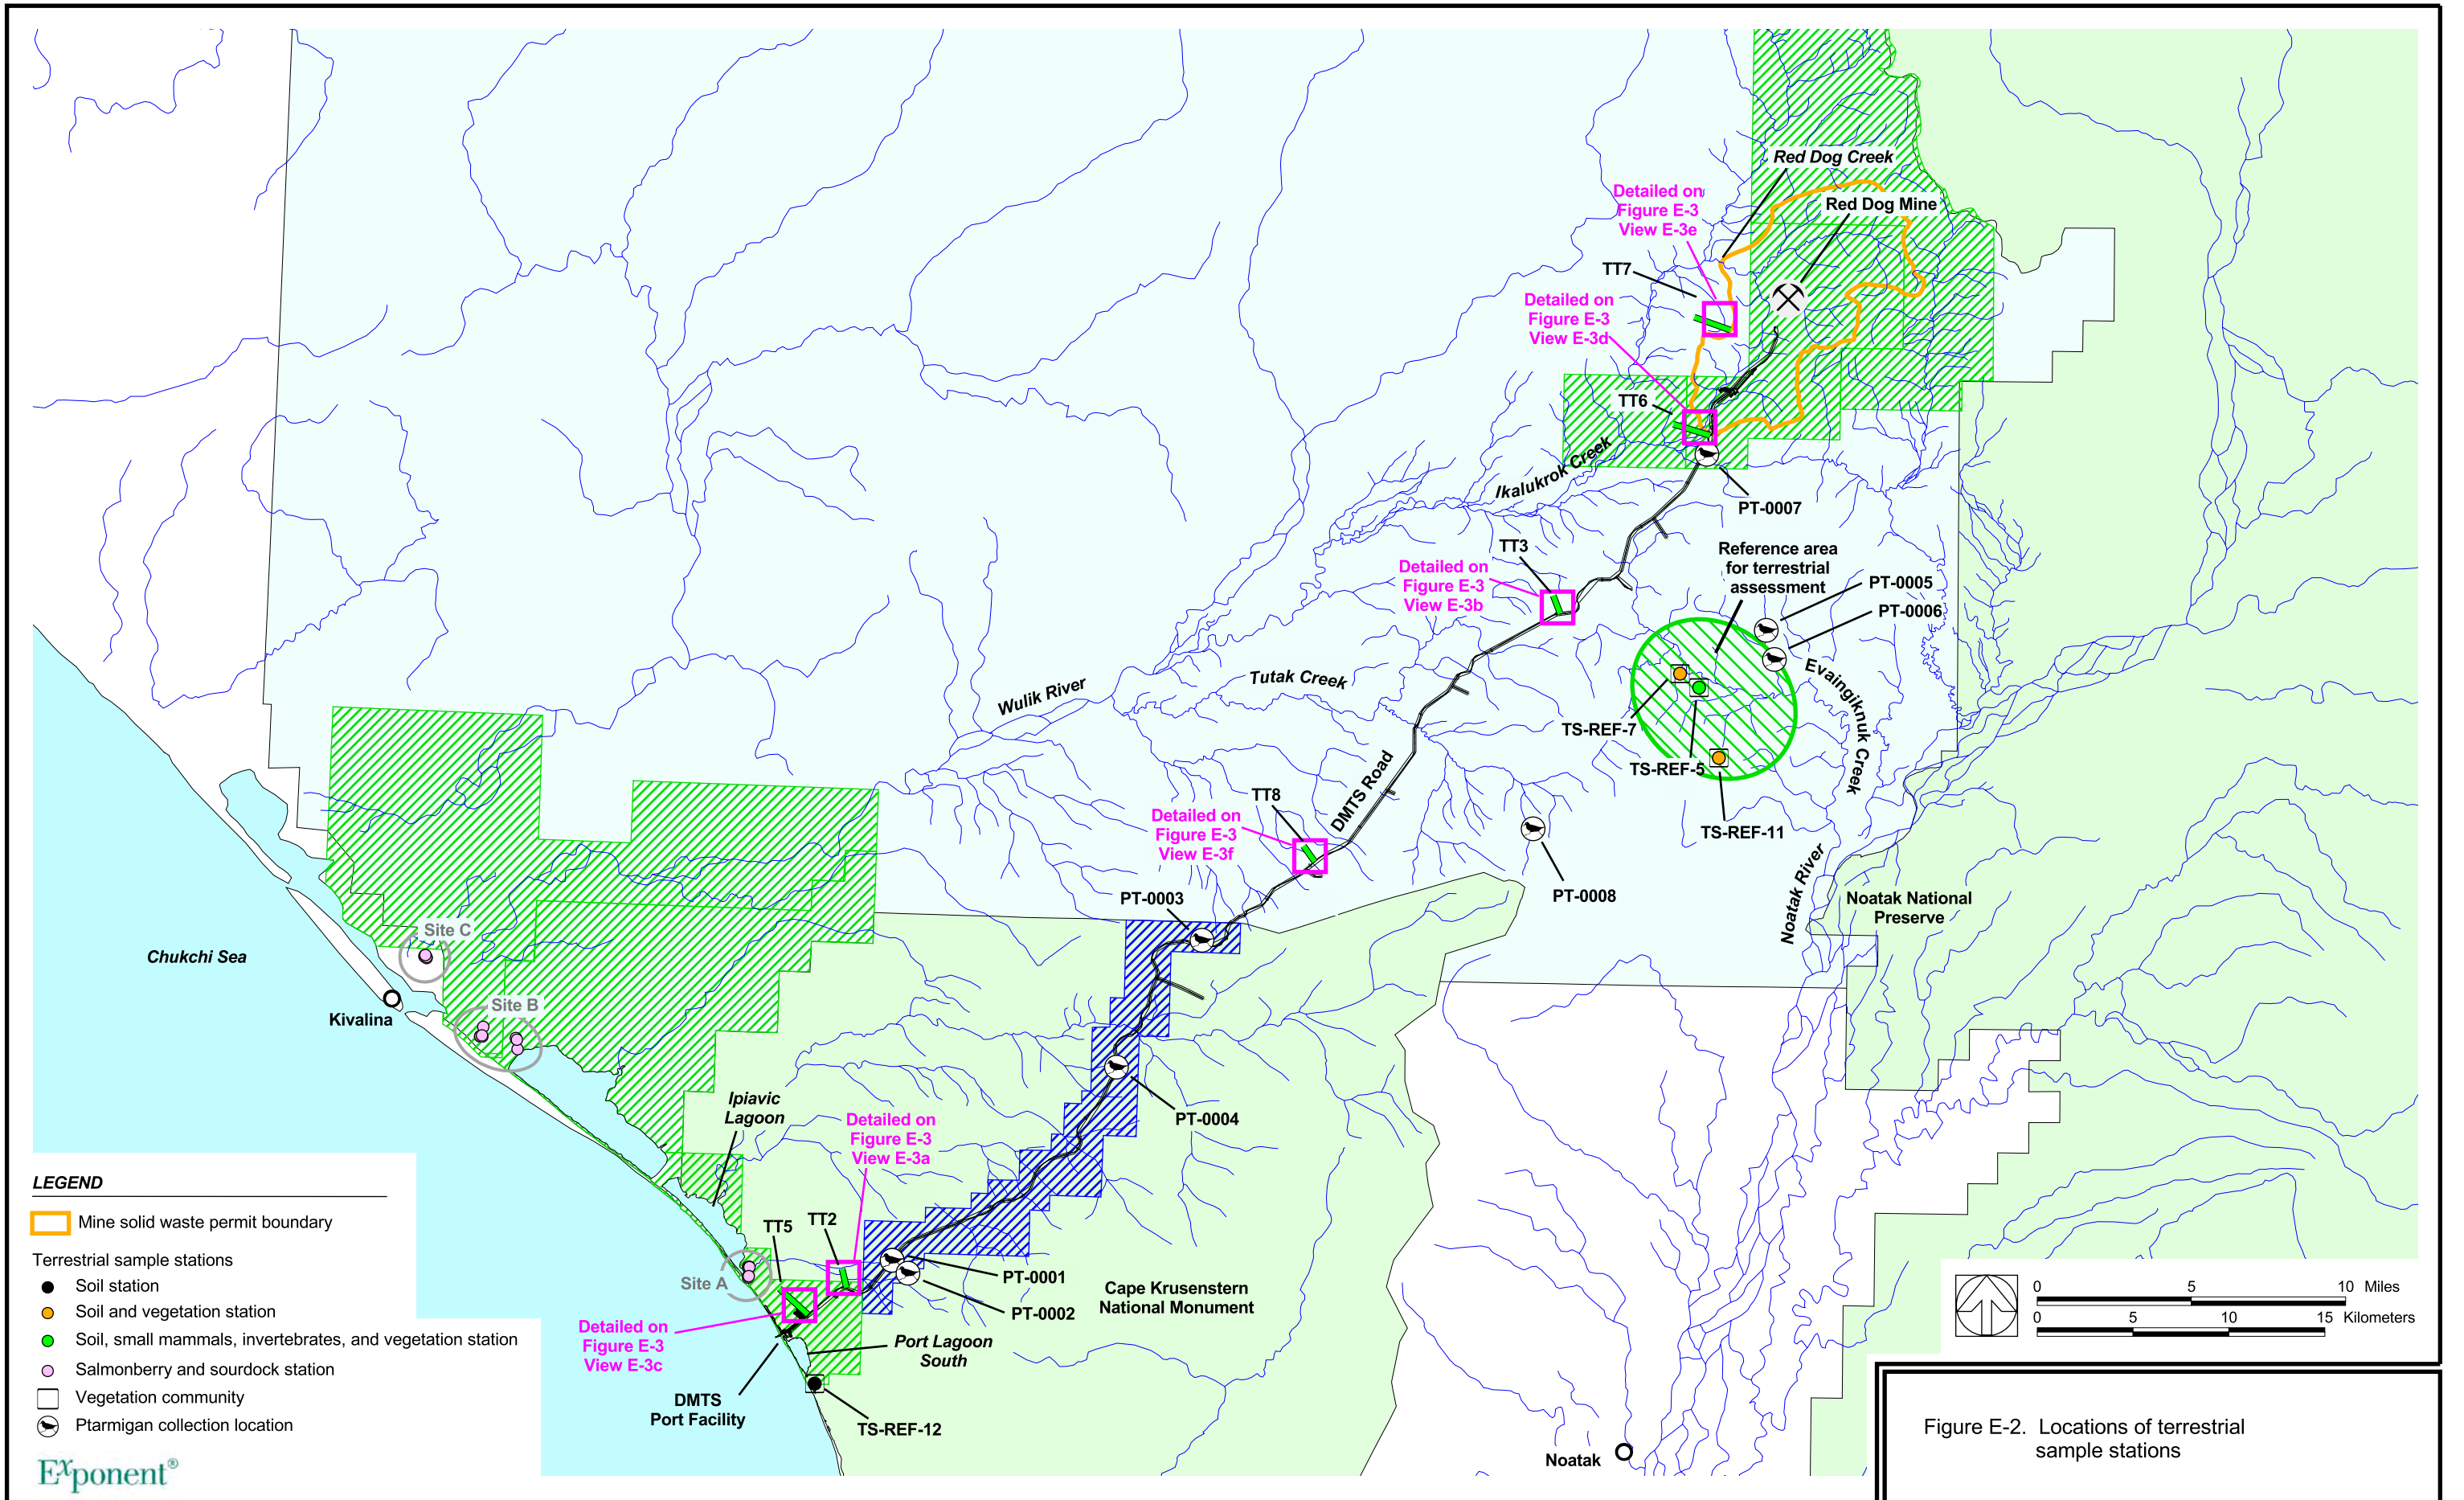 Red Dog Creek
Red Dog Mine
Detailed on
Figure E-3
View E-3e
TT7
Detailed on
Figure E-3
View E-3d
TT6
Ikalukrok Creek
PT-0007
TT3
Detailed on
Figure E-3
View E-3b
Reference area
for terrestrial
assessment
PT-0005
PT-0006
Evaingiknuk Creek
TS-REF-7
TS-REF-5
TS-REF-11
Wulik River
Tutak Creek
DMTS Road
TT8
Detailed on
Figure E-3
View E-3f
PT-0003
PT-0008
Noatak River
Noatak National
Preserve
Site C
Chukchi Sea
Site B
Kivalina
Ipiavic
Lagoon
Detailed on
Figure E-3
View E-3a
PT-0004
TT5
TT2
Site A
PT-0001
PT-0002
Cape Krusenstern
National Monument
Detailed on
Figure E-3
View E-3c
Port Lagoon
South
DMTS
Port Facility
TS-REF-12
Noatak
LEGEND
Mine solid waste permit boundary
Terrestrial sample stations
Soil station
Soil and vegetation station
Soil, small mammals, invertebrates, and vegetation station
Salmonberry and sourdock station
Vegetation community
Ptarmigan collection location
Exponent®
0 5 10 Miles
0 5 10 15 Kilometers
Figure E-2. Locations of terrestrial
sample stations